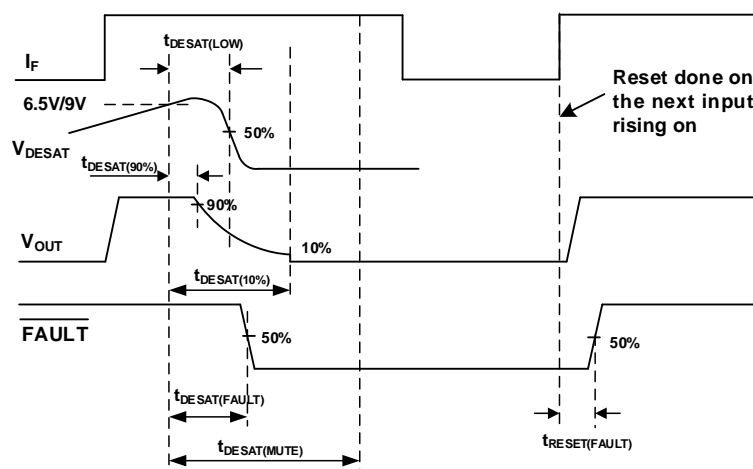 t_DESAT(LOW)
I_F
6.5V/9V
Reset done on
the next input
rising on
50%
V_DESAT
t_DESAT(90%)
90%
V_OUT
10%
t_DESAT(10%)
FAULT
50%
50%
t_DESAT(FAULT)
t_RESET(FAULT)
t_DESAT(MUTE)